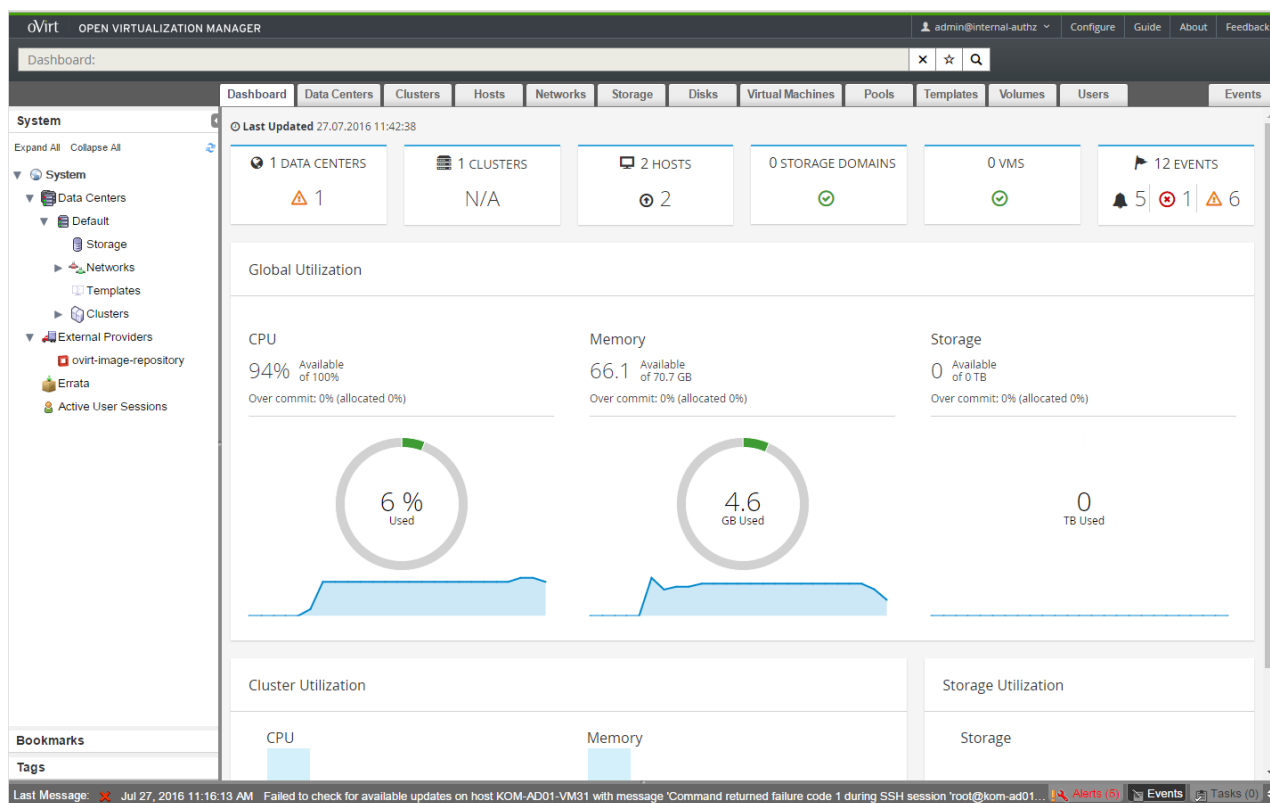 oVirt OPEN VIRTUALIZATION MANAGER
admin@internal-authz Configure Guide About Feedback
Dashboard:
Dashboard Data Centers Clusters Hosts Networks Storage Disks Virtual Machines Pools Templates Volumes Users Events
System
Expand All Collapse All
System
Data Centers
Default
Storage
Networks
Templates
Clusters
External Providers
ovirt-image-repository
Errata
Active User Sessions
Bookmarks
Tags
Last Updated 27.07.2016 11:42:38
1 DATA CENTERS
1
1 CLUSTERS
N/A
2 HOSTS
2
0 STORAGE DOMAINS
0 VMS
12 EVENTS
5 1 6
Global Utilization
CPU
94% Available of 100%
Over commit: 0% (allocated 0%)
6 %
Used
Memory
66.1 Available of 70.7 GB
Over commit: 0% (allocated 0%)
4.6
GB Used
Storage
0 Available of 0 TB
Over commit: 0% (allocated 0%)
0
TB Used
Cluster Utilization
CPU
Memory
Storage Utilization
Storage
Last Message: Jul 27, 2016 11:16:13 AM Failed to check for available updates on host KOM-AD01-VM31 with message 'Command returned failure code 1 during SSH session 'root@kom-ad01... Alerts (5) Events Tasks (0)